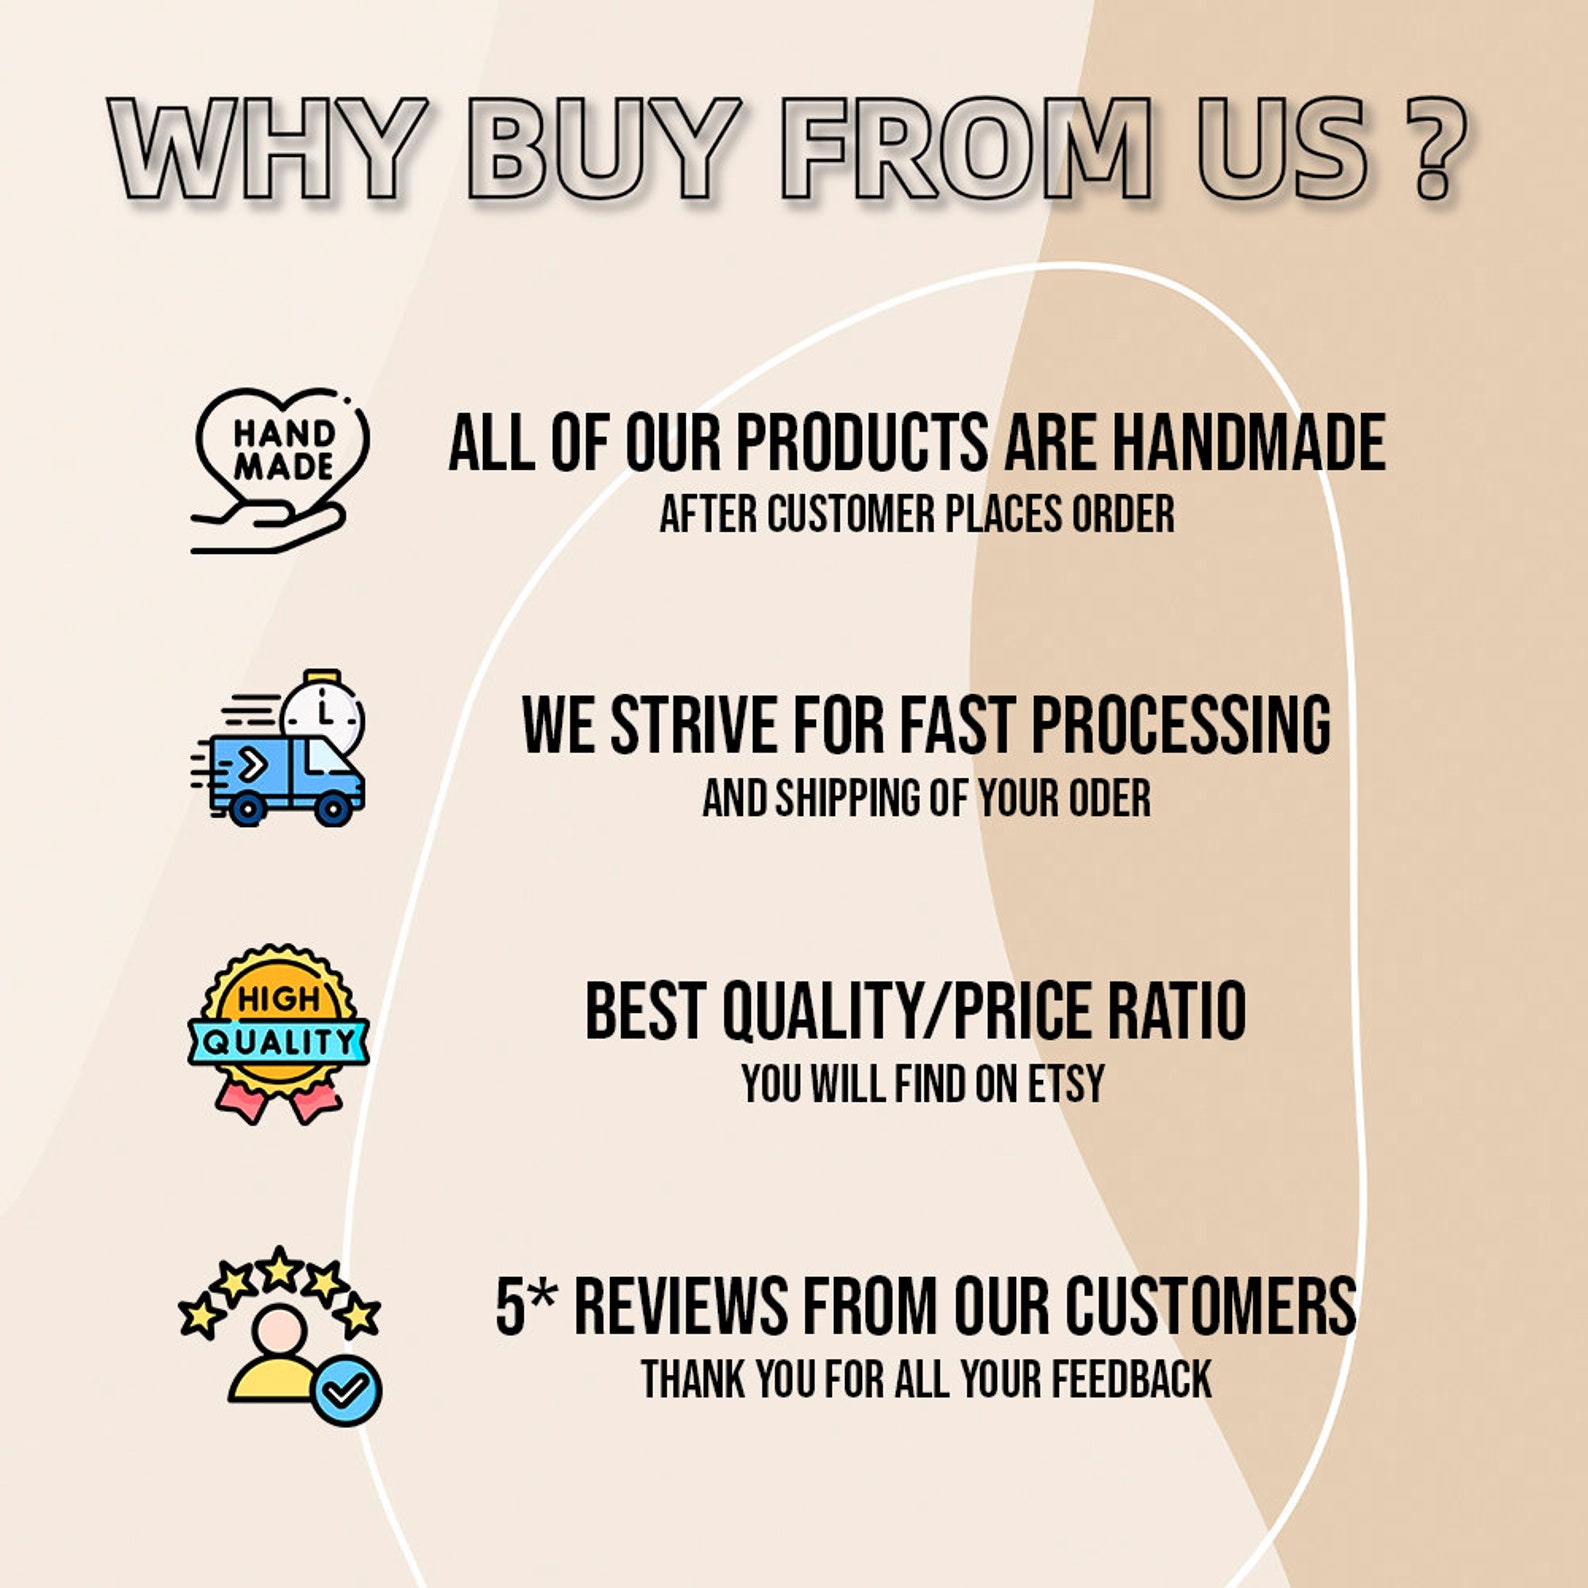 WHY BUY FROM US ?
HAND
MADE
ALL OF OUR PRODUCTS ARE HANDMADE
AFTER CUSTOMER PLACES ORDER
WE STRIVE FOR FAST PROCESSING
AND SHIPPING OF YOUR ODER
HIGH
QUALITY
BEST QUALITY/PRICE RATIO
YOU WILL FIND ON ETSY
5* REVIEWS FROM OUR CUSTOMERS
THANK YOU FOR ALL YOUR FEEDBACK